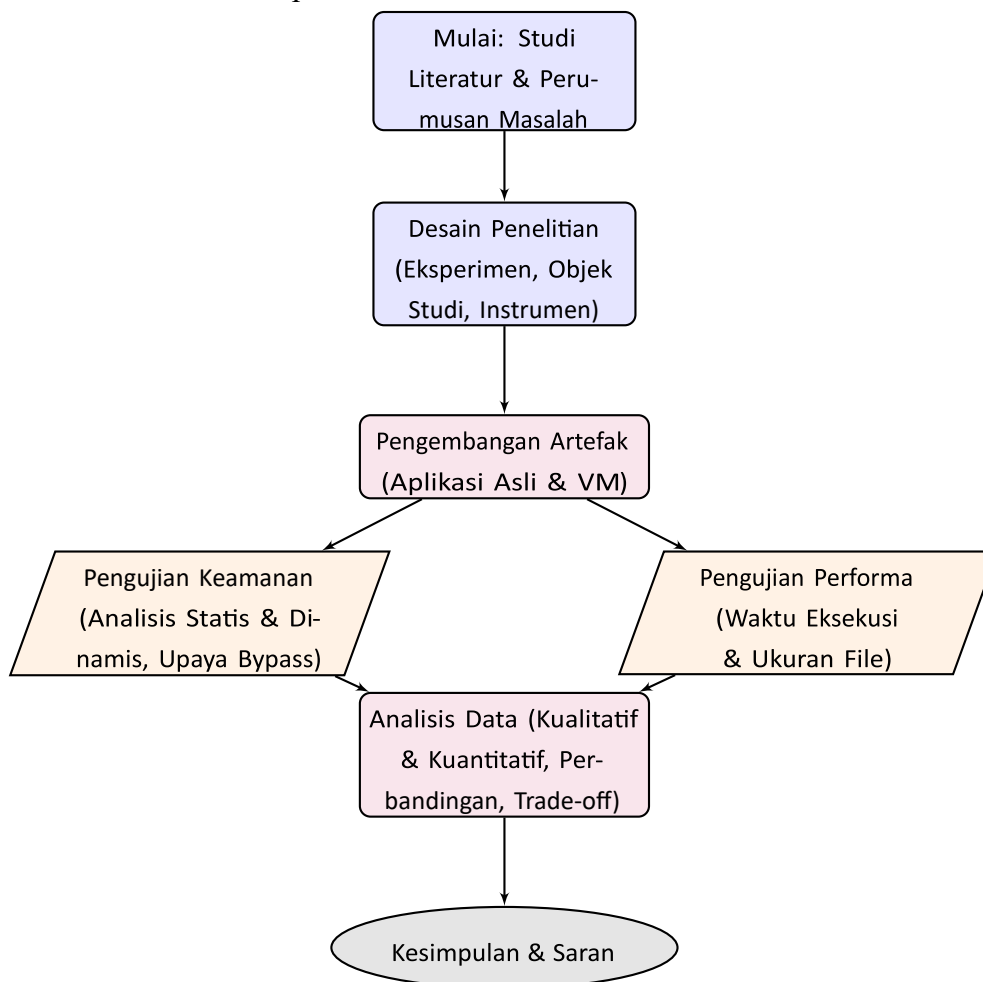 Mulai: Studi
Literatur & Peru-
musan Masalah
Desain Penelitian
(Eksperimen, Objek
Studi, Instrumen)
Pengembangan Artefak
(Aplikasi Asli & VM)
Pengujian Keamanan
(Analisis Statis & Di-
namis, Upaya Bypass)
Pengujian Performa
(Waktu Eksekusi
& Ukuran File)
Analisis Data (Kualitatif
& Kuantitatif, Per-
bandingan, Trade-off)
Kesimpulan & Saran